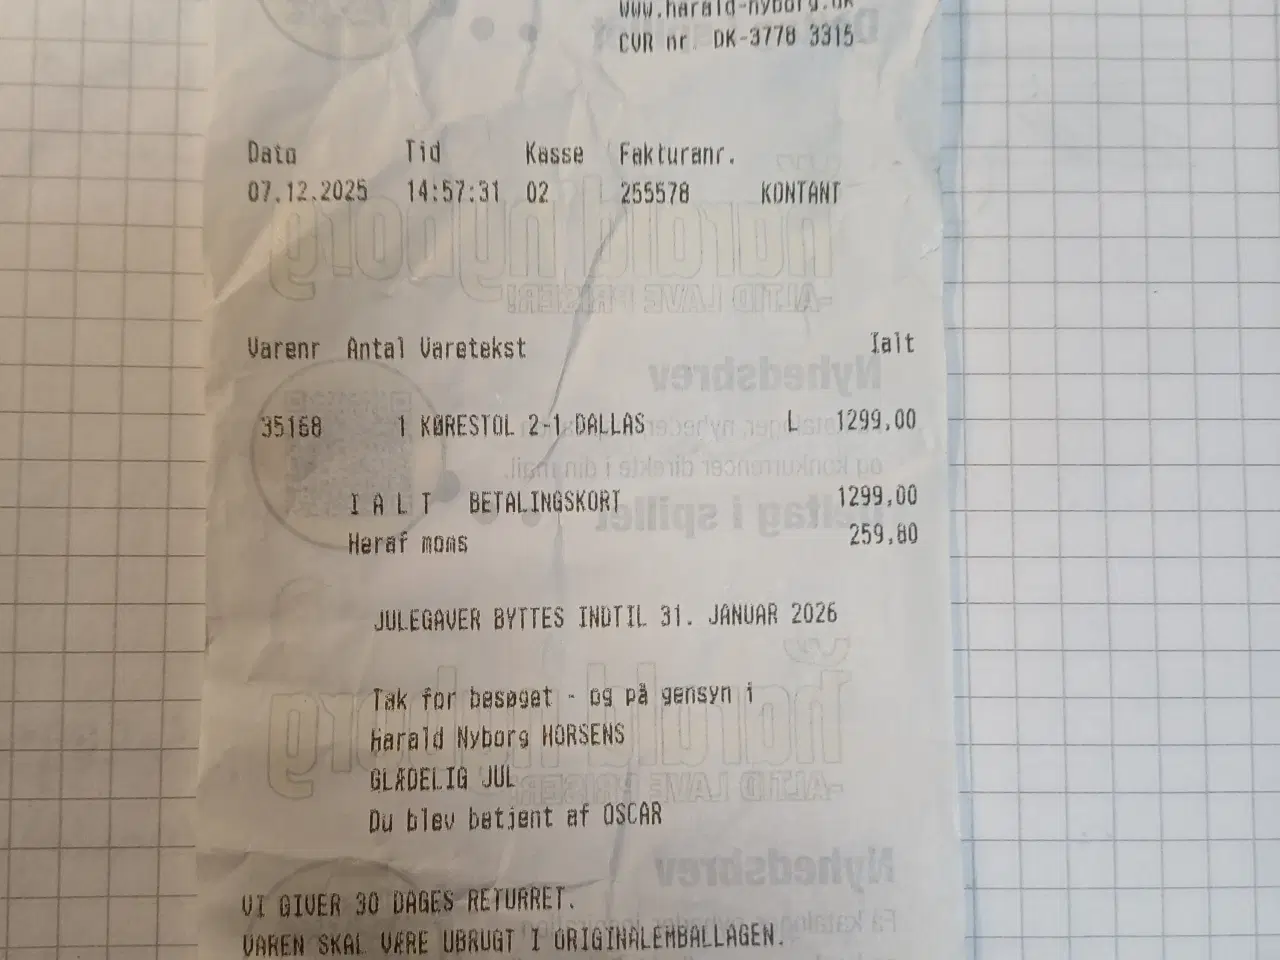 www.harald-nyborg.dk
CVR nr. DK-3778 3315
Dato Tid Kasse Fakturanr.
07.12.2025 14:57:31 02 255578 KONTANT
Varenr Antal Varetekst Ialt
35168 1 KØRESTOL 2-1 DALLAS L 1299,00
I A L T BETALINGSKORT 1299,00
Heraf moms 259,80
JULEGAVER BYTTES INDTIL 31. JANUAR 2026
Tak for besøget - og på gensyn i
Harald Nyborg HORSENS
GLÆDELIG JUL
Du blev betjent af OSCAR
VI GIVER 30 DAGES RETURRET.
VAREN SKAL VÆRE UBRUGT I ORIGINALEMBALLAGEN.